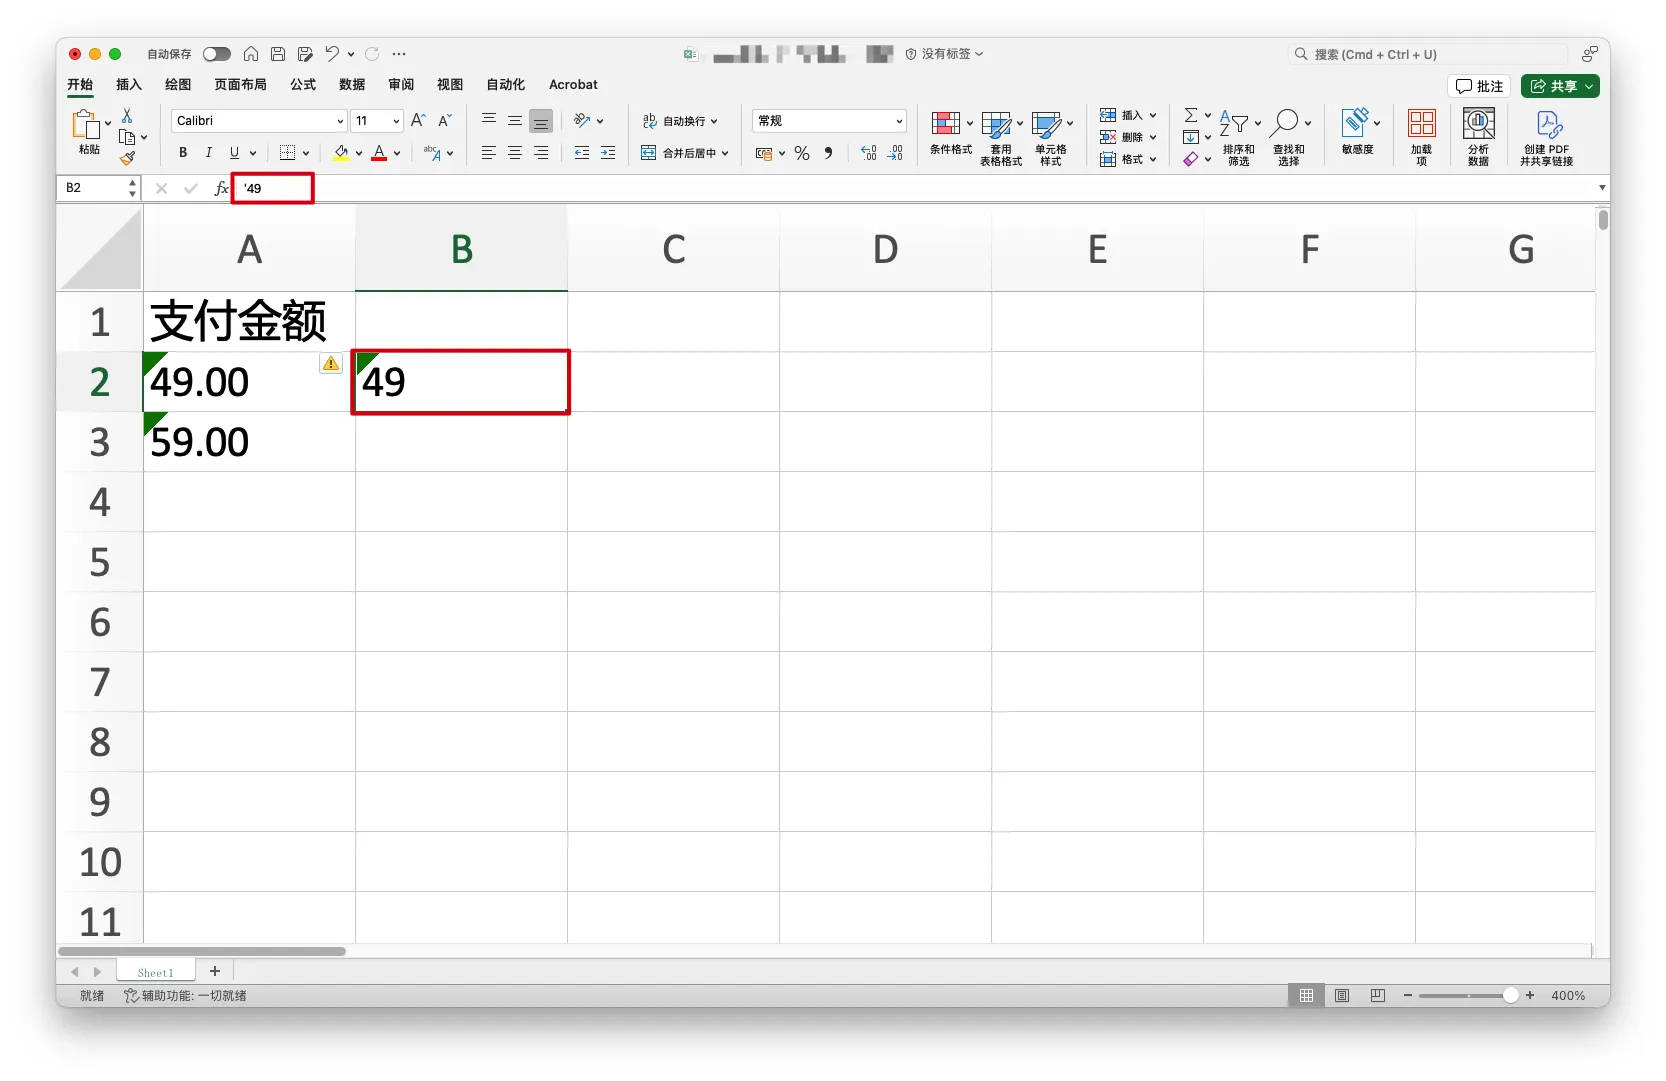 自动保存
没有标签
搜索 (Cmd + Ctrl + U)
开始 插入 绘图 页面布局 公式 数据 审阅 视图 自动化 Acrobat
批注 共享
粘贴
Calibri 11
B I U
abc A
ab 自动换行
合并后居中
常规
条件格式
套用
表格格式
单元格
样式
插入
删除
格式
排序和
筛选
查找和
选择
敏感度
加载
项
分析
数据
创建 PDF
并共享链接
B2 fx '49
A B C D E F G
1 支付金额
2 49.00 49
3 59.00
4
5
6
7
8
9
10
11
Sheet1 +
就绪 辅助功能: 一切就绪 400%